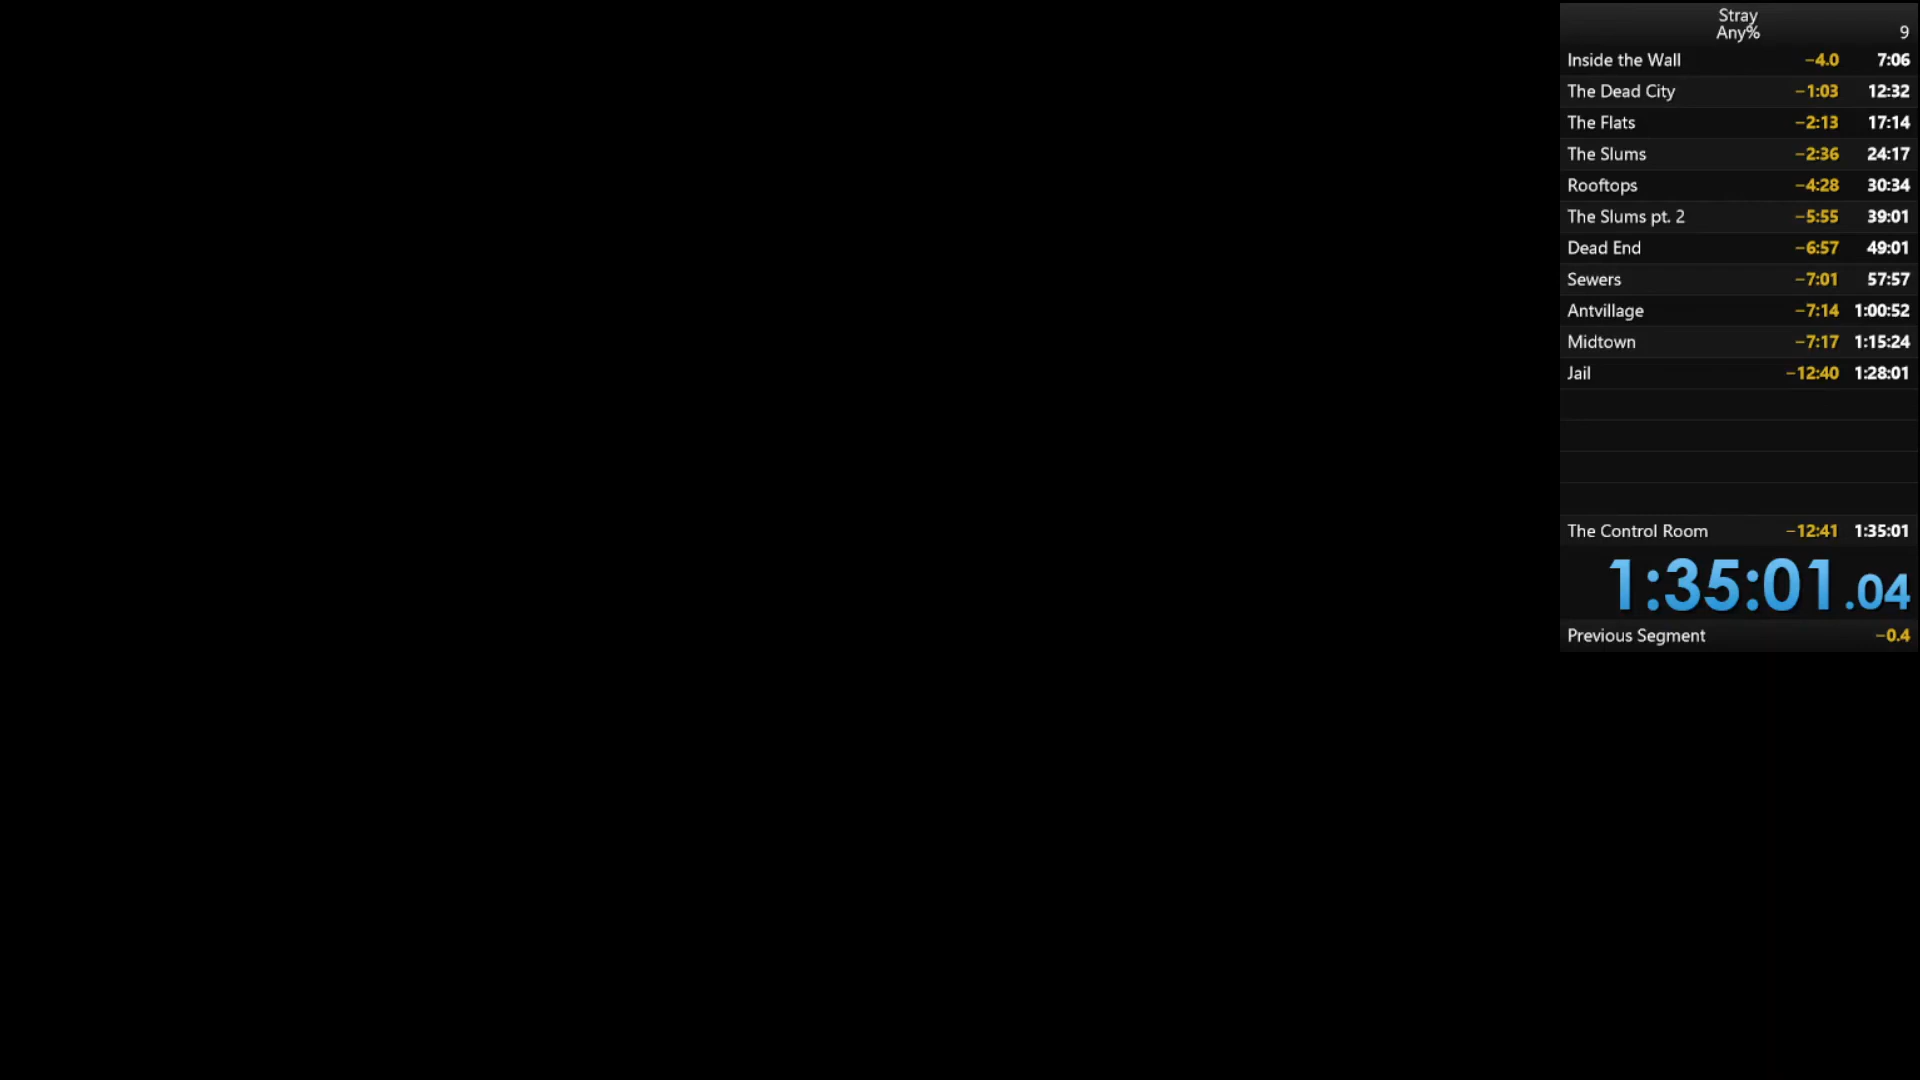 Stray
Any%
9
Inside the Wall −4.0 7:06
The Dead City −1:03 12:32
The Flats −2:13 17:14
The Slums −2:36 24:17
Rooftops −4:28 30:34
The Slums pt. 2 −5:55 39:01
Dead End −6:57 49:01
Sewers −7:01 57:57
Antvillage −7:14 1:00:52
Midtown −7:17 1:15:24
Jail −12:40 1:28:01
The Control Room −12:41 1:35:01
1:35:01.04
Previous Segment −0.4